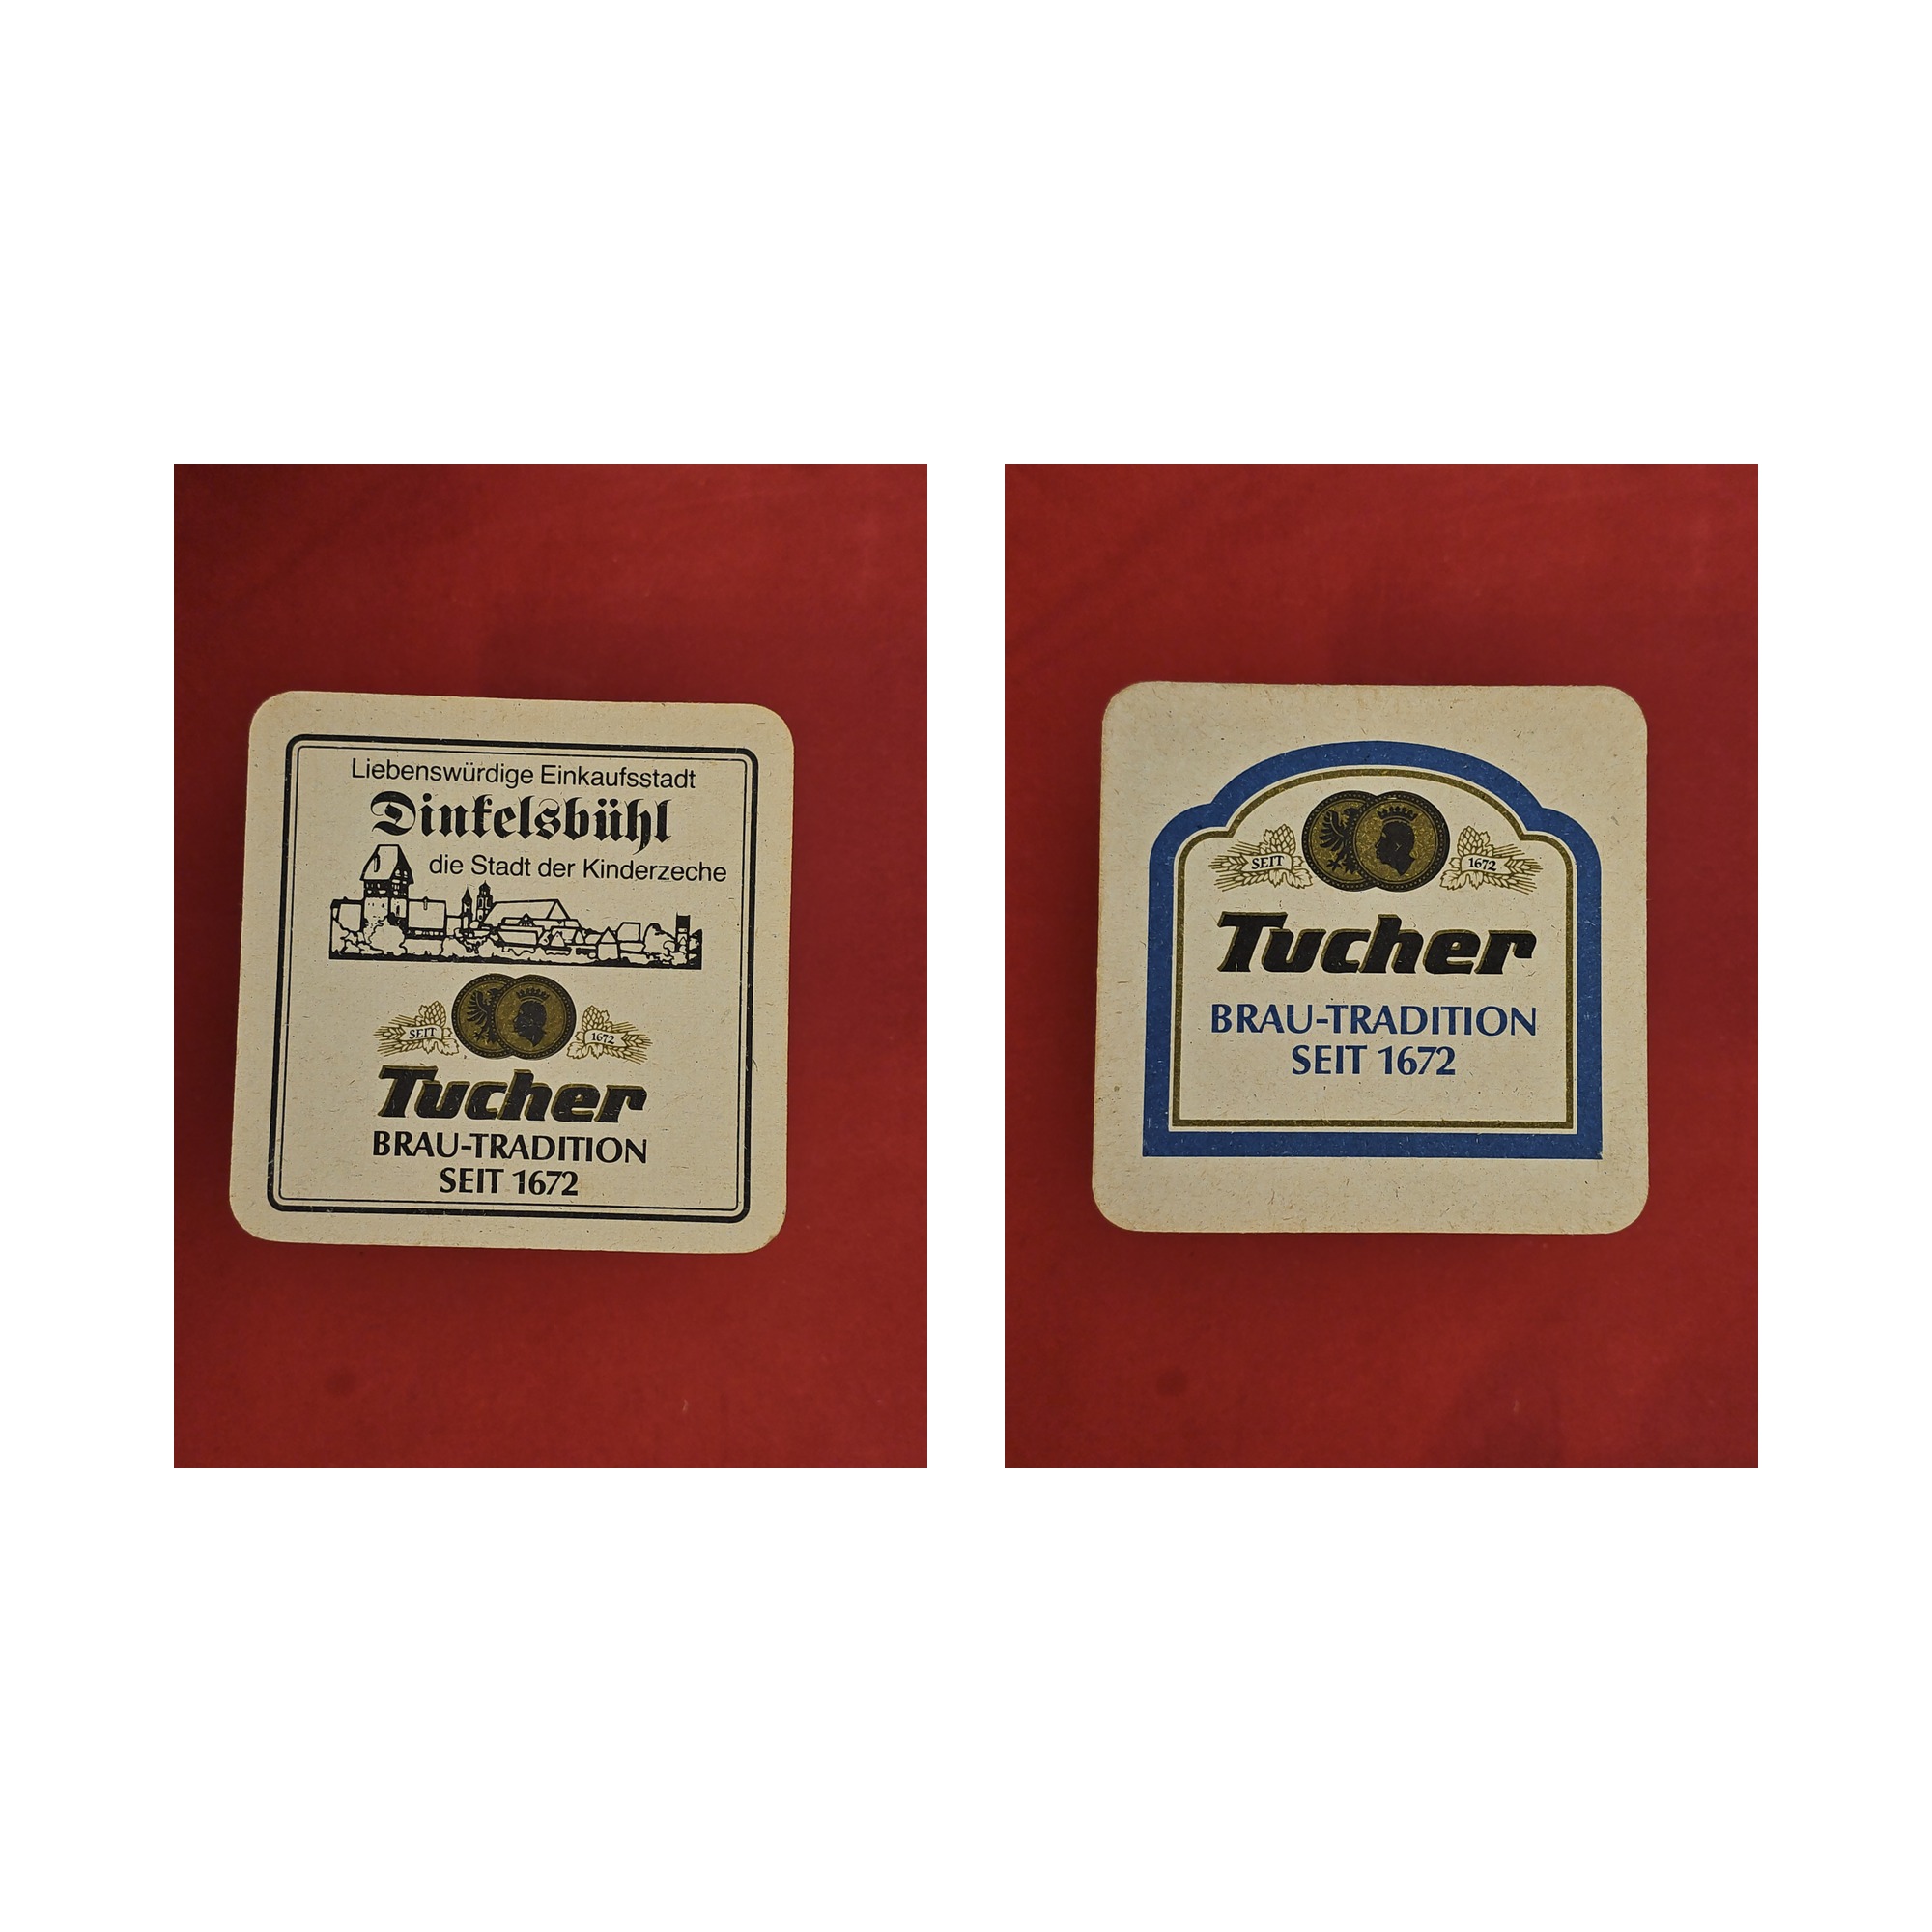 Liebenswürdige Einkaufsstadt
Dinkelsbühl
die Stadt der Kinderzeche
SEIT 1672
Tucher
BRAU-TRADITION
SEIT 1672
SEIT 1672
Tucher
BRAU-TRADITION
SEIT 1672